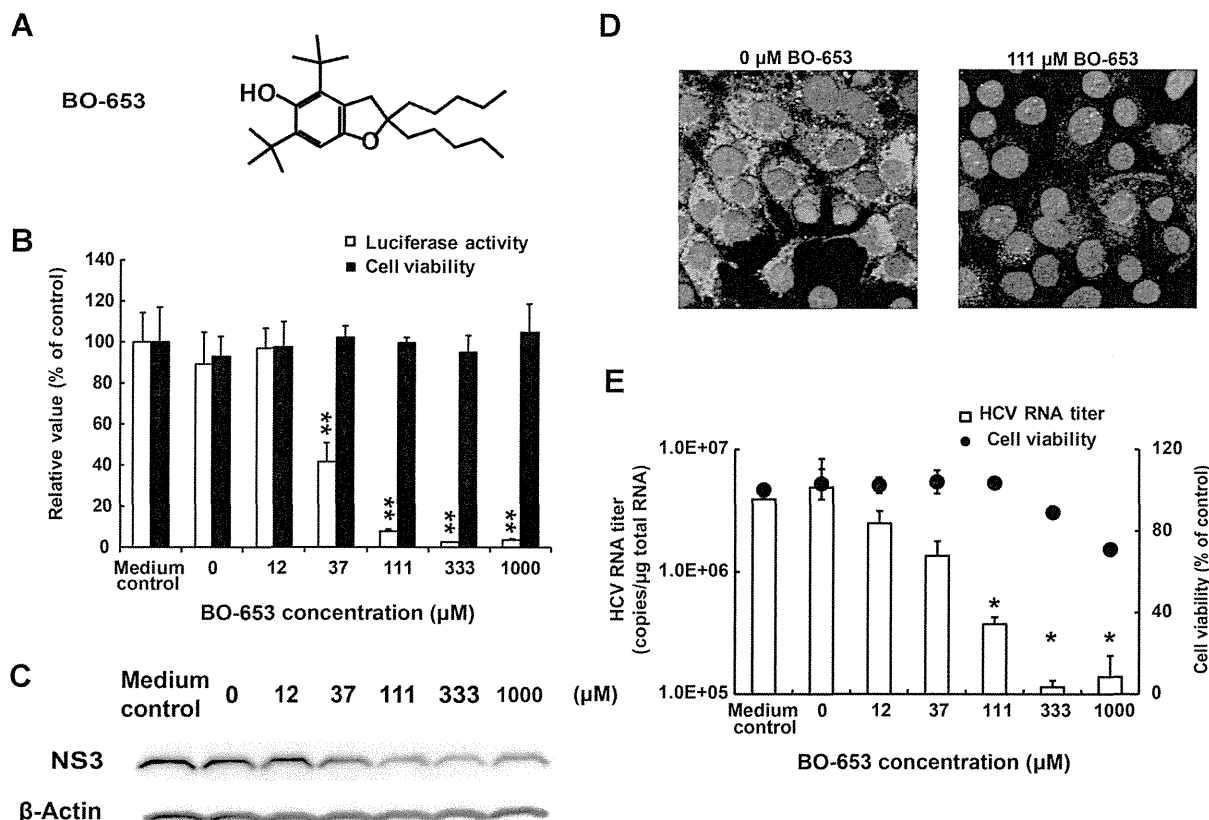 A
BO-653
HO
O
B
Luciferase activity
Cell viability
Relative value (% of control)
140
120
100
80
60
40
20
0
**
**
**
**
Medium control
0
12
37
111
333
1000
BO-653 concentration (µM)
C
Medium control
0
12
37
111
333
1000
(µM)
NS3
β-Actin
D
0 µM BO-653
111 µM BO-653
E
HCV RNA titer
Cell viability
HCV RNA titer
(copies/µg total RNA)
1.0E+07
1.0E+06
1.0E+05
*
*
*
120
80
40
0
Cell viability (% of control)
Medium control
0
12
37
111
333
1000
BO-653 concentration (µM)